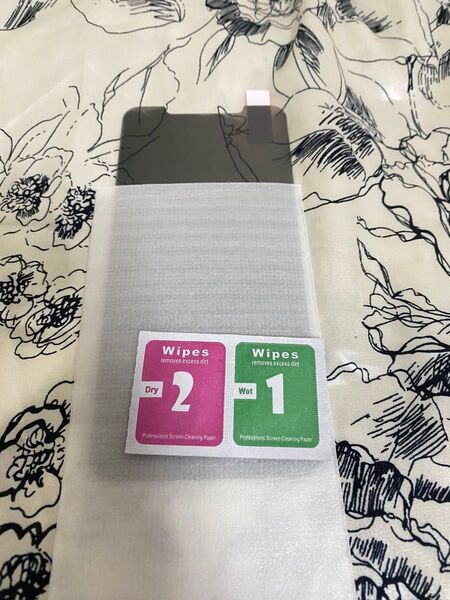 Wipes
removes excess dirt
Dry
2
Professional Screen Cleaning Paper
Wipes
removes excess dirt
Wet
1
Professional Screen Cleaning Paper